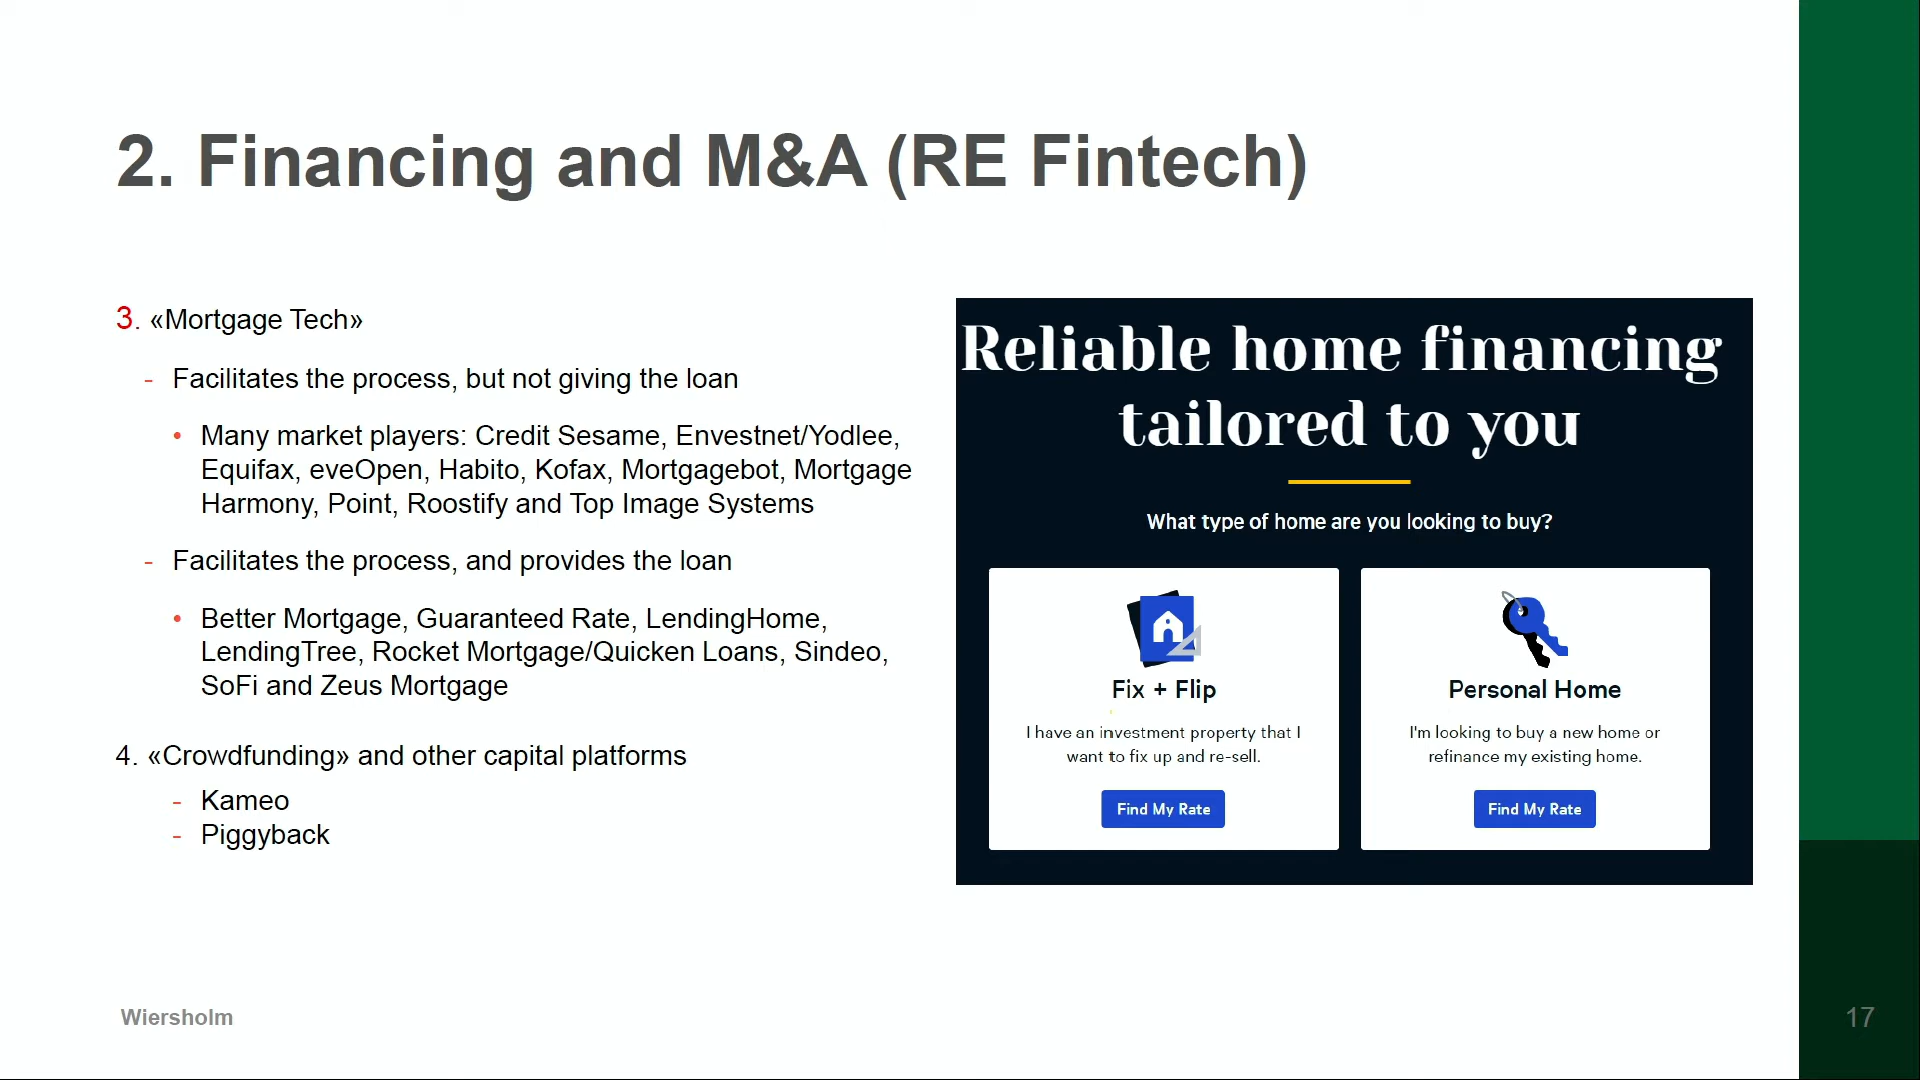 2. Financing and M&A (RE Fintech)
3. «Mortgage Tech»
- Facilitates the process, but not giving the loan
• Many market players: Credit Sesame, Envestnet/Yodlee,
Equifax, eveOpen, Habito, Kofax, Mortgagebot, Mortgage
Harmony, Point, Roostify and Top Image Systems
- Facilitates the process, and provides the loan
• Better Mortgage, Guaranteed Rate, LendingHome,
LendingTree, Rocket Mortgage/Quicken Loans, Sindeo,
SoFi and Zeus Mortgage
4. «Crowdfunding» and other capital platforms
- Kameo
- Piggyback
Reliable home financing
tailored to you
What type of home are you looking to buy?
Fix + Flip
I have an investment property that I
want to fix up and re-sell.
Find My Rate
Personal Home
I'm looking to buy a new home or
refinance my existing home.
Find My Rate
Wiersholm
17